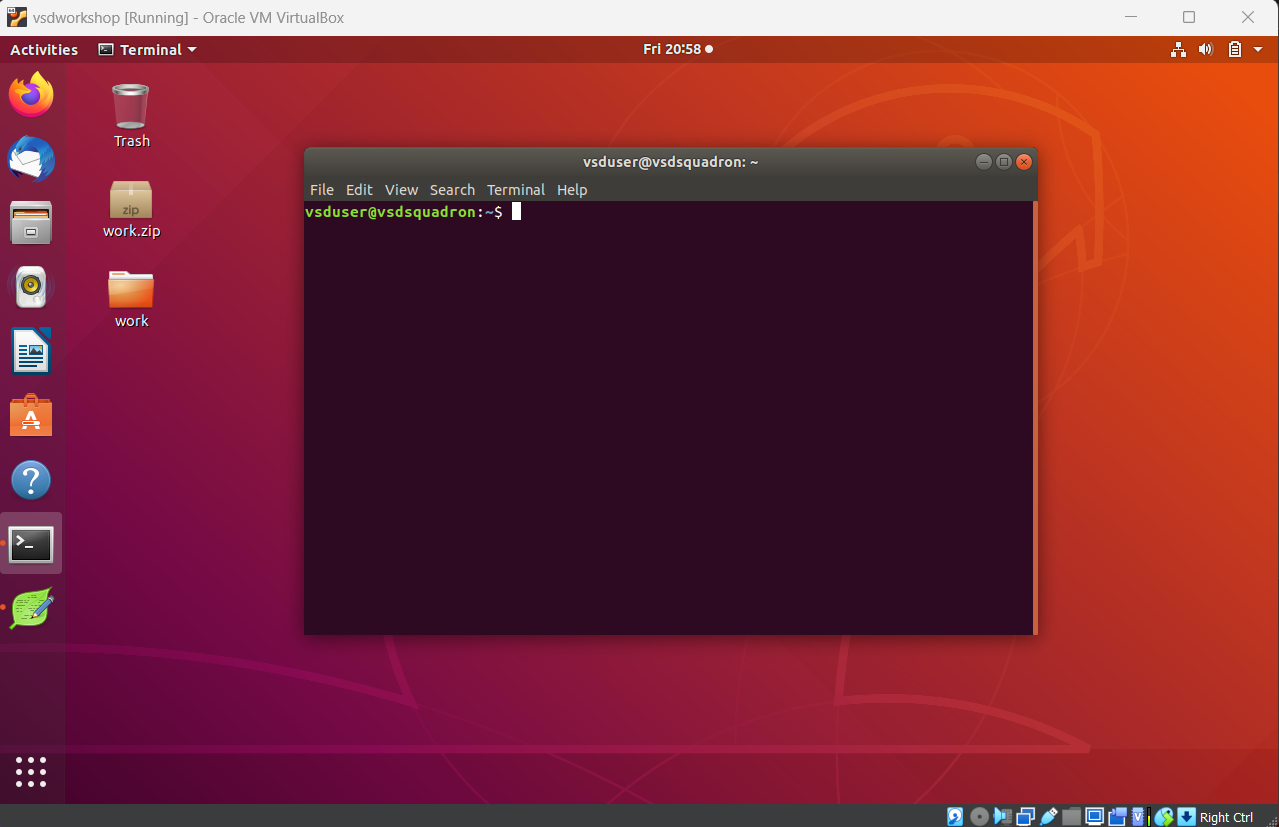 vsdworkshop [Running] - Oracle VM VirtualBox
Activities Terminal Fri 20:58
Trash
zip
work.zip
work
vsduser@vsdsquadron: ~
File Edit View Search Terminal Help
vsduser@vsdsquadron:~$
Right Ctrl